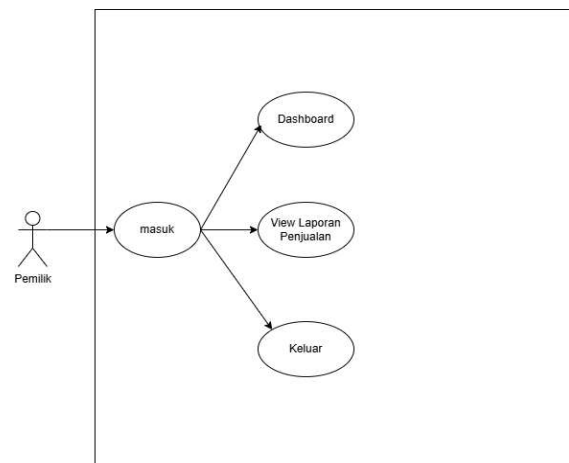 Dashboard
masuk
View Laporan
Penjualan
Pemilik
Keluar